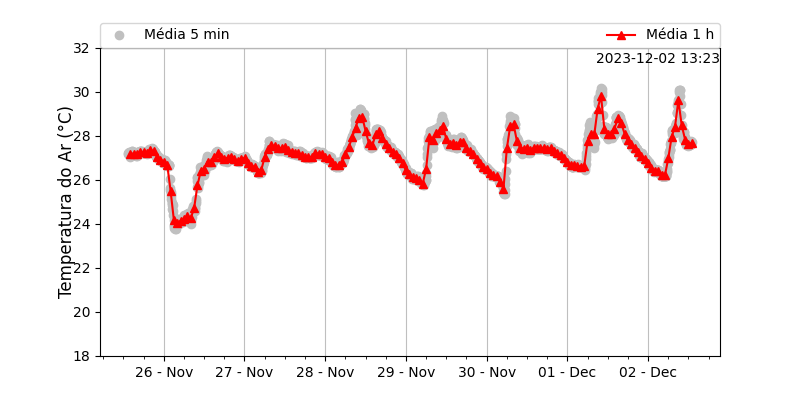 Média 5 min
Média 1 h
2023-12-02 13:23
Temperatura do Ar (°C)
32
30
28
26
24
22
20
18
26 - Nov
27 - Nov
28 - Nov
29 - Nov
30 - Nov
01 - Dec
02 - Dec